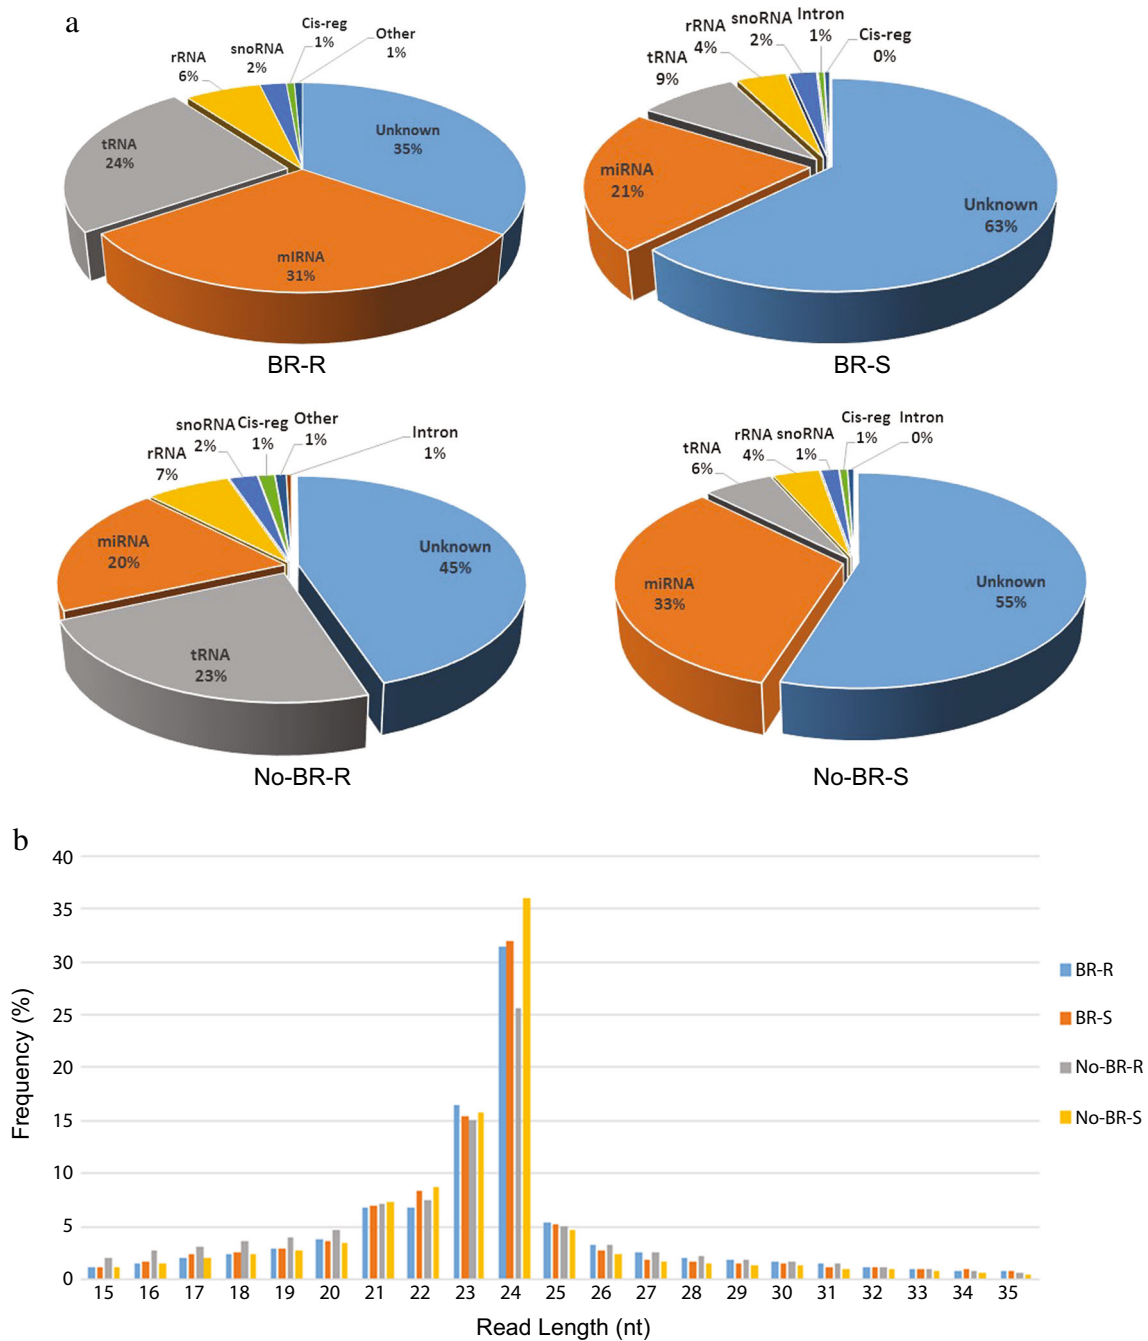 a
Cis-reg
1%
Other
1%
snoRNA
2%
rRNA
6%
tRNA
24%
Unknown
35%
mIRNA
31%
BR-R
Intron
1%
snoRNA
2%
rRNA
4%
Cis-reg
0%
tRNA
9%
miRNA
21%
Unknown
63%
BR-S
snoRNA
2%
Cis-reg
1%
Other
1%
Intron
1%
rRNA
7%
miRNA
20%
Unknown
45%
tRNA
23%
No-BR-R
Cis-reg
1%
Intron
0%
rRNA
4%
snoRNA
1%
tRNA
6%
miRNA
33%
Unknown
55%
No-BR-S
b
40
35
30
25
20
15
10
5
0
Frequency (%)
15 16 17 18 19 20 21 22 23 24 25 26 27 28 29 30 31 32 33 34 35
Read Length (nt)
BR-R
BR-S
No-BR-R
No-BR-S